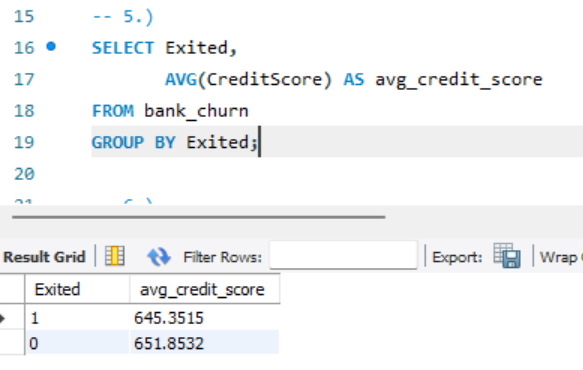 15 -- 5.)
16 SELECT Exited,
17 AVG(CreditScore) AS avg_credit_score
18 FROM bank_churn
19 GROUP BY Exited;
20
Result Grid Filter Rows: Export: Wrap
Exited avg_credit_score
1 645.3515
0 651.8532